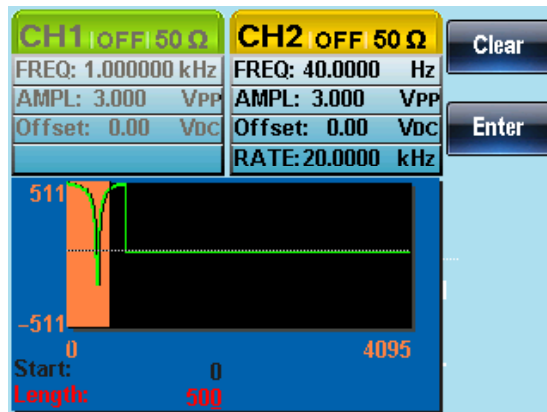 CH1 OFF 50 Ω
FREQ: 1.000000 kHz
AMPL: 3.000 VPP
Offset: 0.00 VDC
CH2 OFF 50 Ω
FREQ: 40.0000 Hz
AMPL: 3.000 VPP
Offset: 0.00 VDC
RATE: 20.0000 kHz
Clear
Enter
511
-511
0
4095
Start: 0
Length: 500